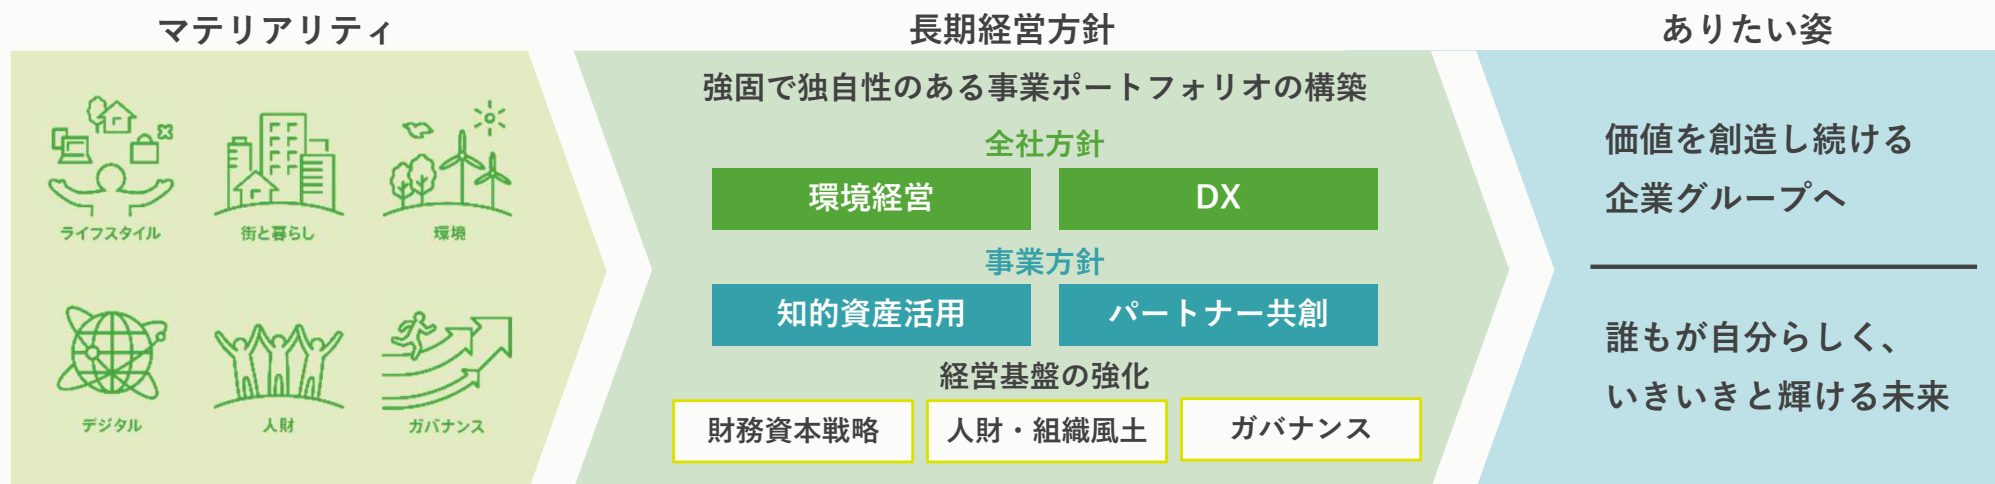 マテリアリティ
ライフスタイル
街と暮らし
環境
デジタル
人財
ガバナンス
長期経営方針
強固で独自性のある事業ポートフォリオの構築
全社方針
環境経営
DX
事業方針
知的資産活用
パートナー共創
経営基盤の強化
財務資本戦略
人財・組織風土
ガバナンス
ありたい姿
価値を創造し続ける
企業グループへ
誰もが自分らしく、
いきいきと輝ける未来